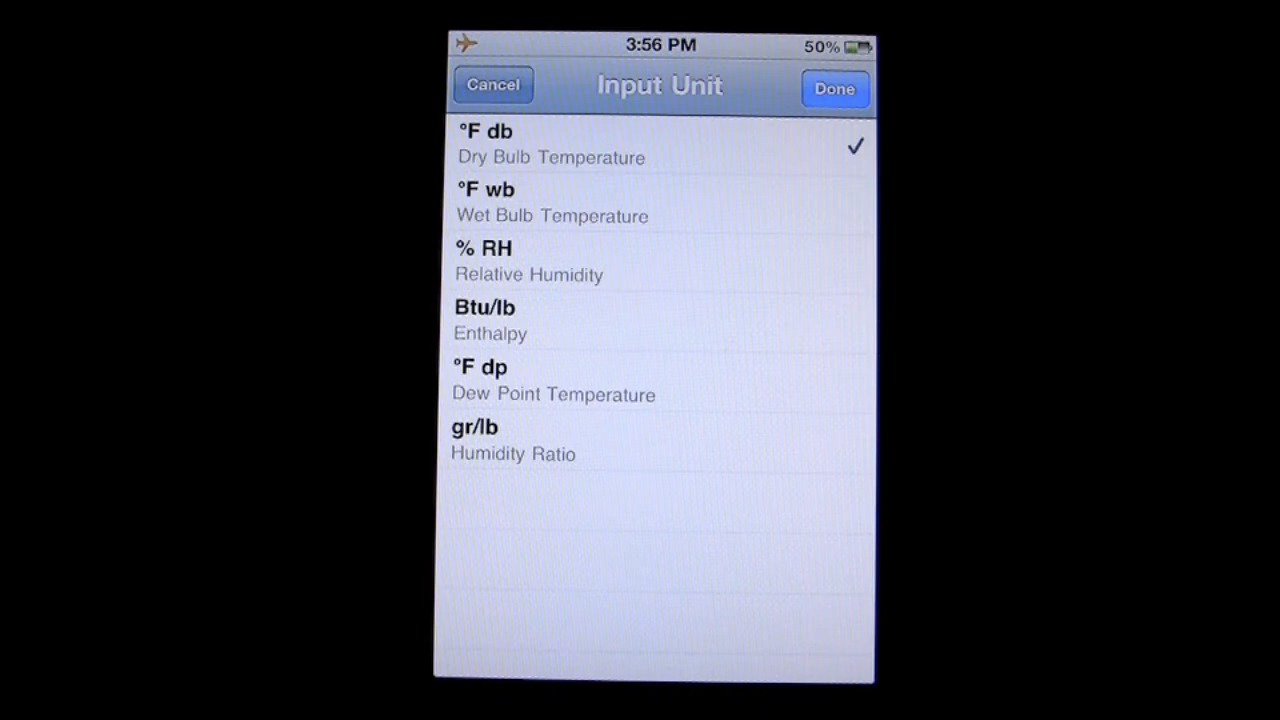 3:56 PM 50%
Cancel Input Unit Done
°F db
Dry Bulb Temperature
°F wb
Wet Bulb Temperature
% RH
Relative Humidity
Btu/lb
Enthalpy
°F dp
Dew Point Temperature
gr/lb
Humidity Ratio